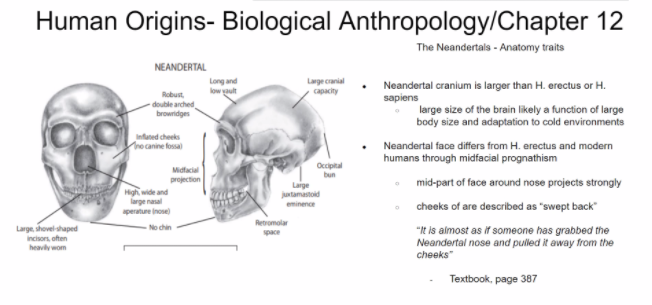 Human Origins- Biological Anthropology/Chapter 12
The Neandertals - Anatomy traits
NEANDERTAL
Robust,
double arched
browridges
Long and
low vault
Large cranial
capacity
Inflated cheeks
(no canine fossa)
Midfacial
projection
Occipital
bun
High, wide and
large nasal
aperature (nose)
Large
juxtamastoid
eminence
No chin
Retromolar
space
Large, shovel-shaped
incisors, often
heavily worn
• Neandertal cranium is larger than H. erectus or H.
sapiens
○ large size of the brain likely a function of large
body size and adaptation to cold environments
• Neandertal face differs from H. erectus and modern
humans through midfacial prognathism
○ mid-part of face around nose projects strongly
○ cheeks of are described as “swept back”
“It is almost as if someone has grabbed the
Neandertal nose and pulled it away from the
cheeks”
- Textbook, page 387